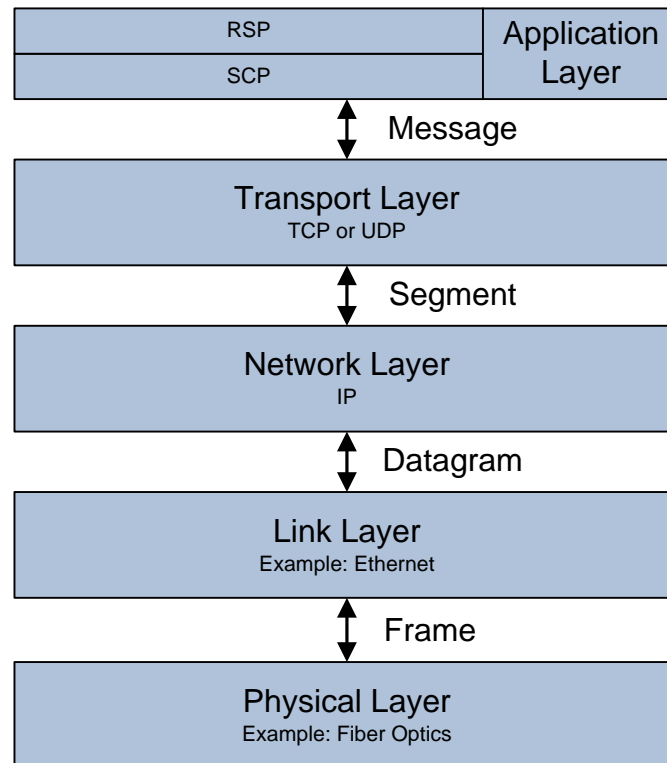 RSP
SCP
Application
Layer
Message
Transport Layer
TCP or UDP
Segment
Network Layer
IP
Datagram
Link Layer
Example: Ethernet
Frame
Physical Layer
Example: Fiber Optics